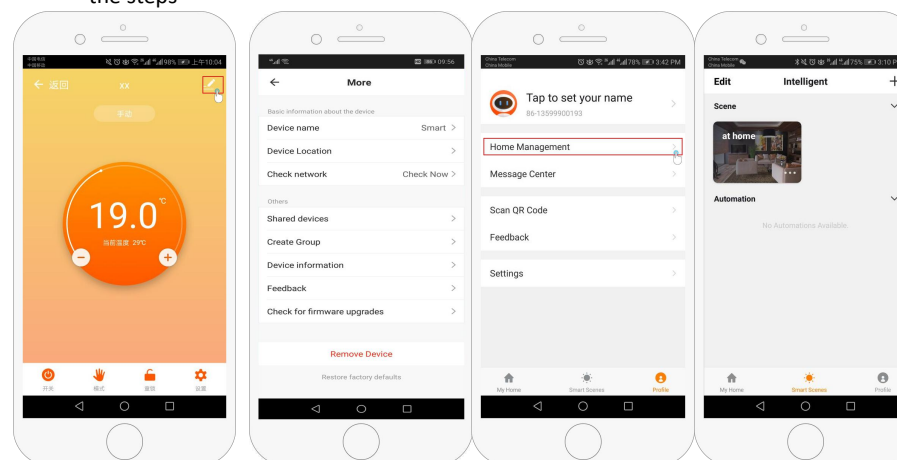 the steps
中国电信
中国移动
98% 上午10:04
返回
xx
手动
19.0
℃
当前温度 29℃
开关
模式
童锁
设置
09:56
More
Basic information about the device
Device name
Smart >
Device Location
>
Check network
Check Now >
Others
Shared devices
>
Create Group
>
Device information
>
Feedback
>
Check for firmware upgrades
>
Remove Device
Restore factory defaults
China Telecom
China Mobile
78% 3:42 PM
Tap to set your name
86-13599900193
Home Management
Message Center
Scan QR Code
Feedback
Settings
My Home
Smart Scenes
Profile
China Telecom
China Mobile
75% 3:10 P
Edit
Intelligent
+
Scene
at home
Automation
No Automations Available
My Home
Smart Scenes
Profile